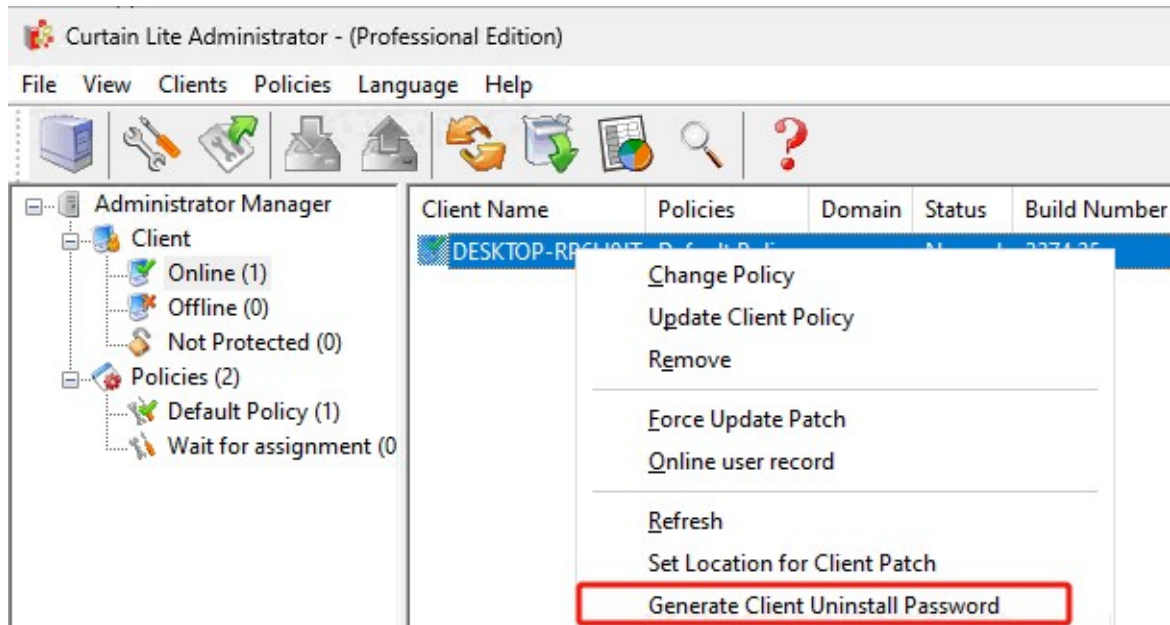 Curtain Lite Administrator - (Professional Edition)
File View Clients Policies Language Help
Administrator Manager
Client
Online (1)
Offline (0)
Not Protected (0)
Policies (2)
Default Policy (1)
Wait for assignment (0
Client Name Policies Domain Status Build Number
Change Policy
Update Client Policy
Remove
Force Update Patch
Online user record
Refresh
Set Location for Client Patch
Generate Client Uninstall Password